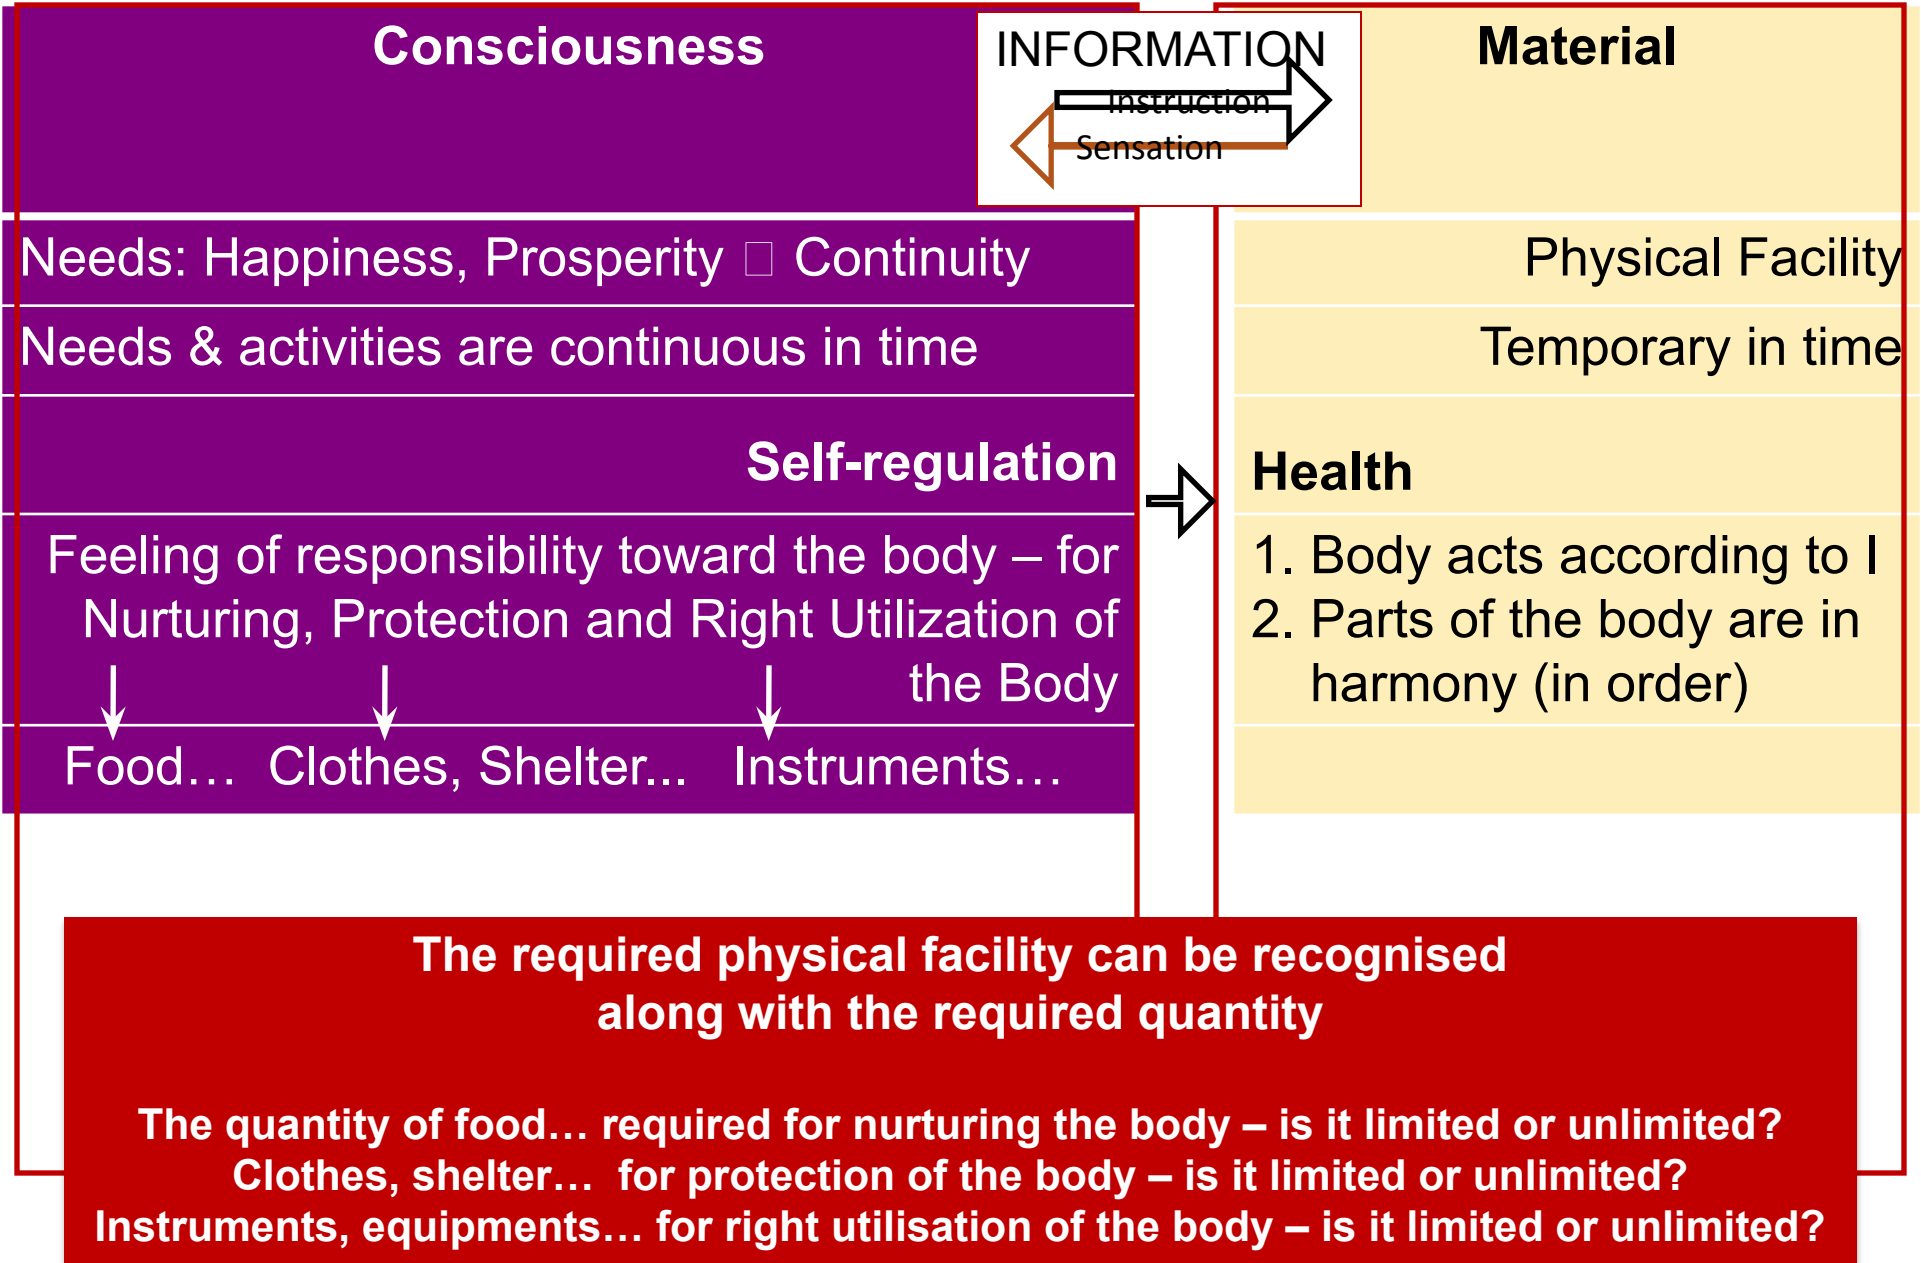 Consciousness
INFORMATION
Instruction
Sensation
Material
Needs: Happiness, Prosperity □ Continuity
Physical Facility
Needs & activities are continuous in time
Temporary in time
Self-regulation
Health
Feeling of responsibility toward the body – for
Nurturing, Protection and Right Utilization of
the Body
1. Body acts according to I
2. Parts of the body are in
harmony (in order)
Food… Clothes, Shelter... Instruments…
The required physical facility can be recognised
along with the required quantity
The quantity of food… required for nurturing the body – is it limited or unlimited?
Clothes, shelter… for protection of the body – is it limited or unlimited?
Instruments, equipments… for right utilisation of the body – is it limited or unlimited?